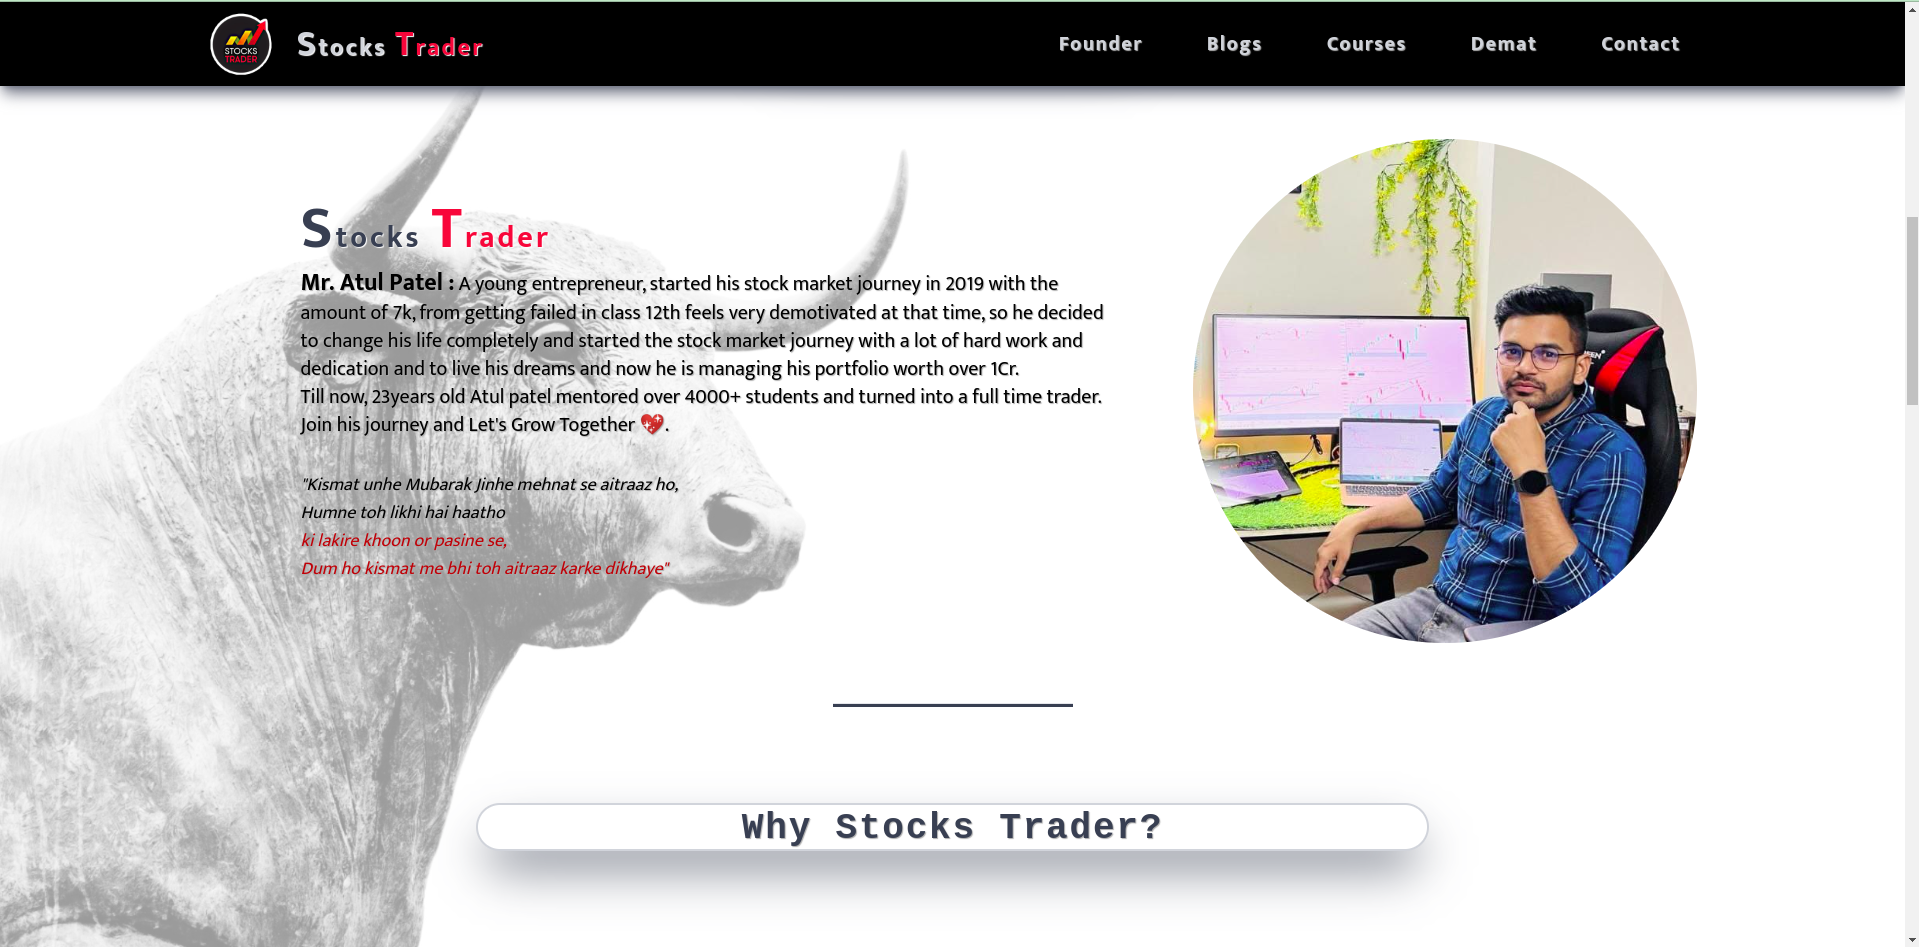 STOCKS
TRADER
Stocks Trader
Founder
Blogs
Courses
Demat
Contact
Stocks Trader
Mr. Atul Patel : A young entrepreneur, started his stock market journey in 2019 with the
amount of 7k, from getting failed in class 12th feels very demotivated at that time, so he decided
to change his life completely and started the stock market journey with a lot of hard work and
dedication and to live his dreams and now he is managing his portfolio worth over 1Cr.
Till now, 23years old Atul patel mentored over 4000+ students and turned into a full time trader.
Join his journey and Let's Grow Together 💖.
"Kismat unhe Mubarak Jinhe mehnat se aitraaz ho,
Humne toh likhi hai haatho
ki lakire khoon or pasine se,
Dum ho kismat me bhi toh aitraaz karke dikhaye"
Why Stocks Trader?